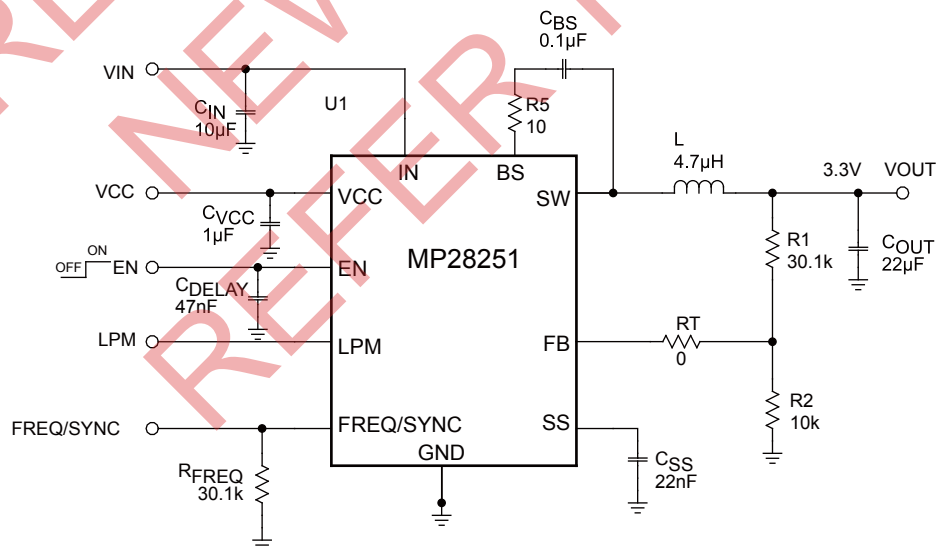 RE
NEW
REFER T
VIN
CIN
10µF
U1
CBS
0.1µF
R5
10
IN
BS
L
4.7µH
3.3V
VOUT
VCC
VCC
SW
CVCC
1µF
MP28251
R1
30.1k
COUT
22µF
OFF
ON
EN
EN
CDELAY
47nF
LPM
LPM
FB
RT
0
R2
10k
FREQ/SYNC
FREQ/SYNC
SS
GND
RFREQ
30.1k
CSS
22nF